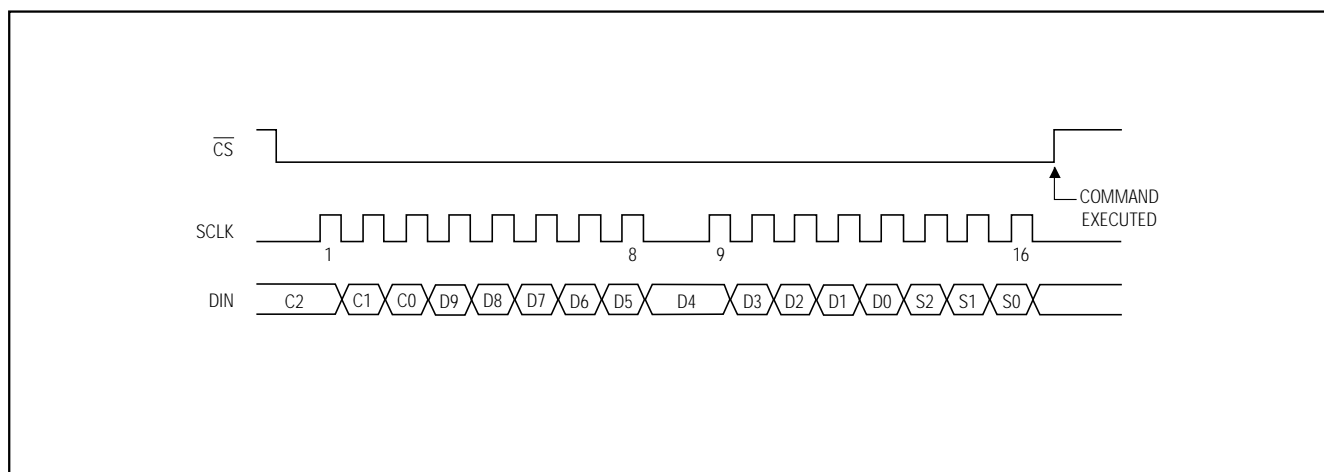 CS
COMMAND
EXECUTED
SCLK
1 8 9 16
DIN C2 C1 C0 D9 D8 D7 D6 D5 D4 D3 D2 D1 D0 S2 S1 S0